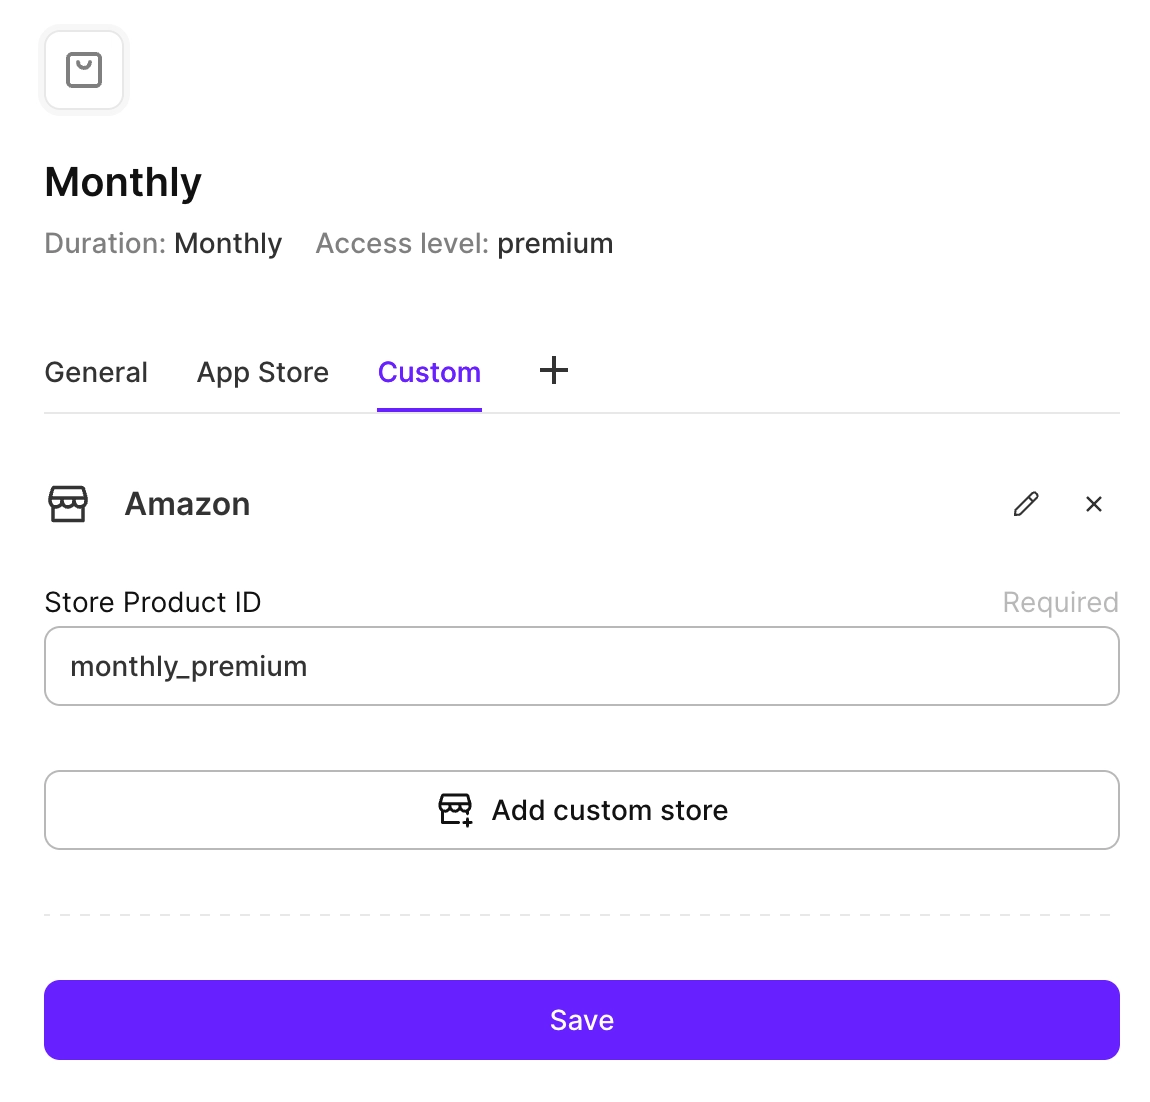 Monthly
Duration: Monthly Access level: premium
General App Store Custom
Amazon
Store Product ID Required
monthly_premium
Add custom store
Save